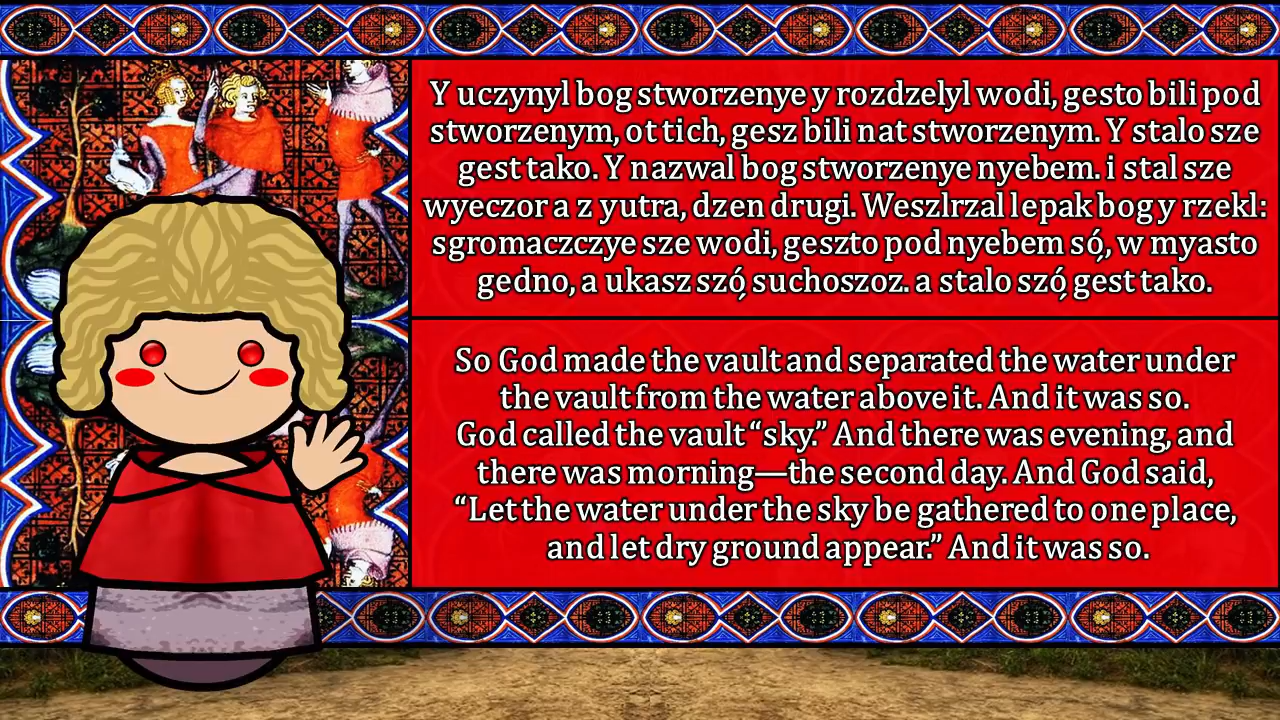 Y uczynyl bog stworzenye y rozdzelyl wodi, gesto bili pod
stworzenym, ot tich, gesz bili nat stworzenym. Y stalo sze
gest tako. Y nazwal bog stworzenye nyebem. i stal sze
wyeczor a z yutra, dzen drugi. Weszlrzal lepak bog y rzekl:
sgromaczczye sze wodi, geszto pod nyebem sǫ́, w myasto
gedno, a ukasz szǫ́ suchoszoz. a stalo szǫ́ gest tako.
So God made the vault and separated the water under
the vault from the water above it. And it was so.
God called the vault “sky.” And there was evening, and
there was morning—the second day. And God said,
“Let the water under the sky be gathered to one place,
and let dry ground appear.” And it was so.